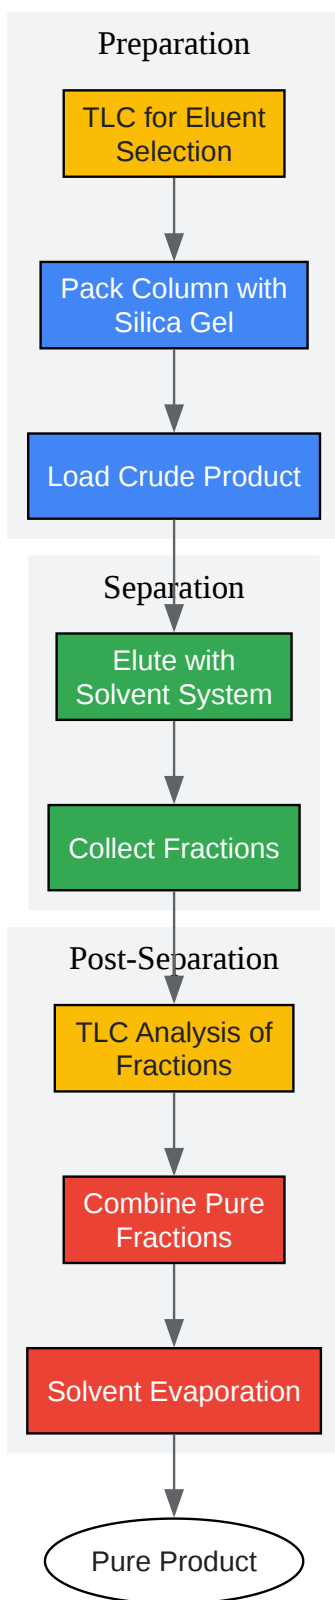 Preparation
TLC for Eluent
Selection
Pack Column with
Silica Gel
Load Crude Product
Separation
Elute with
Solvent System
Collect Fractions
Post-Separation
TLC Analysis of
Fractions
Combine Pure
Fractions
Solvent Evaporation
Pure Product